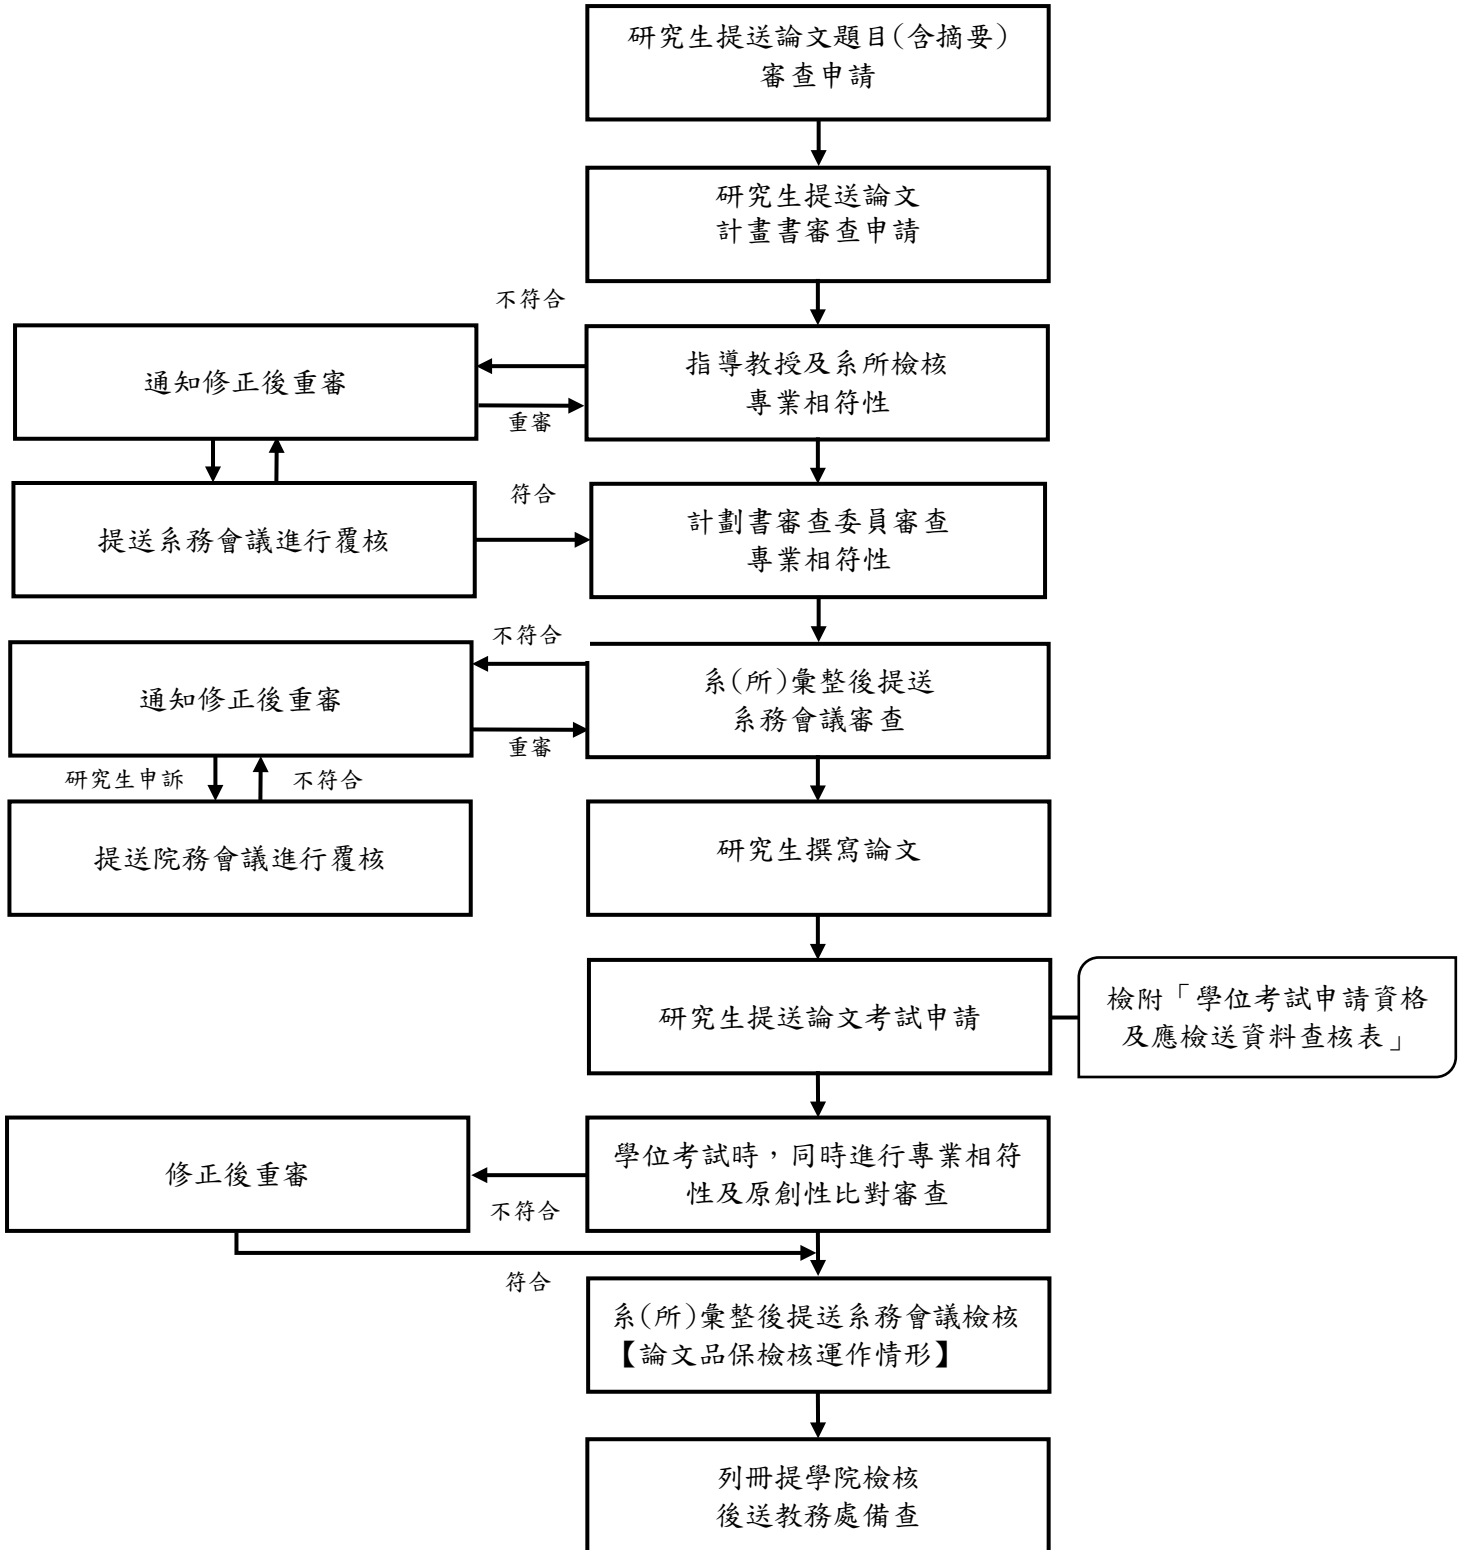 研究生提送論文題目(含摘要)
審查申請
研究生提送論文
計畫書審查申請
不符合
通知修正後重審
指導教授及系所檢核
專業相符性
重審
提送系務會議進行覆核
符合
計劃書審查委員審查
專業相符性
不符合
通知修正後重審
系(所)彙整後提送
系務會議審查
重審
研究生申訴
不符合
提送院務會議進行覆核
研究生撰寫論文
研究生提送論文考試申請
檢附「學位考試申請資格
及應檢送資料查核表」
修正後重審
學位考試時，同時進行專業相符
性及原創性比對審查
不符合
符合
系(所)彙整後提送系務會議檢核
【論文品保檢核運作情形】
列冊提學院檢核
後送教務處備查